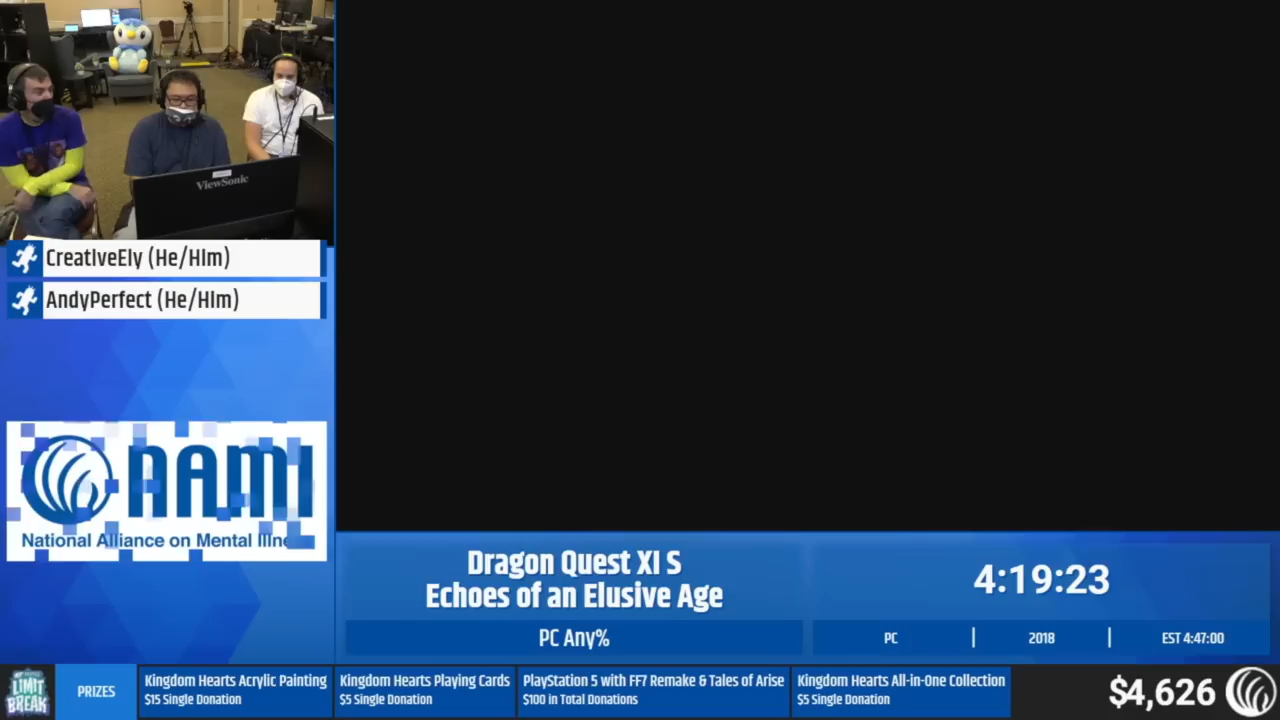 ViewSonic
CreatIveEly (He/HIm)
AndyPerfect (He/HIm)
NAMI
National Alliance on Mental Illne
Dragon Quest XI S
Echoes of an Elusive Age
4:19:23
PC Any%
PC | 2018 | EST 4:47:00
LIMIT BREAK
PRIZES
Kingdom Hearts Acrylic Painting
$15 Single Donation
Kingdom Hearts Playing Cards
$5 Single Donation
PlayStation 5 with FF7 Remake & Tales of Arise
$100 in Total Donations
Kingdom Hearts All-in-One Collection
$5 Single Donation
$4,626